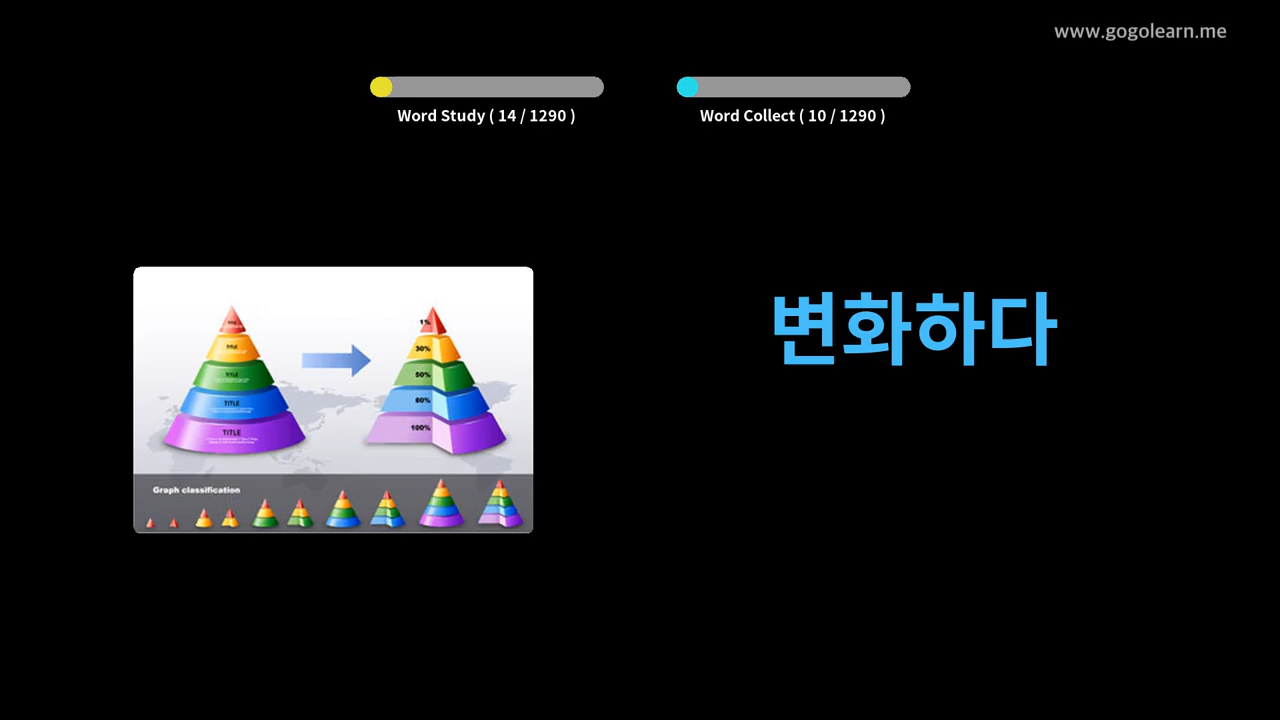 www.gogolearn.me
Word Study ( 14 / 1290 )
Word Collect ( 10 / 1290 )
변화하다
TITLE
TITLE
TITLE
TITLE
1%
30%
50%
80%
100%
Graph classification